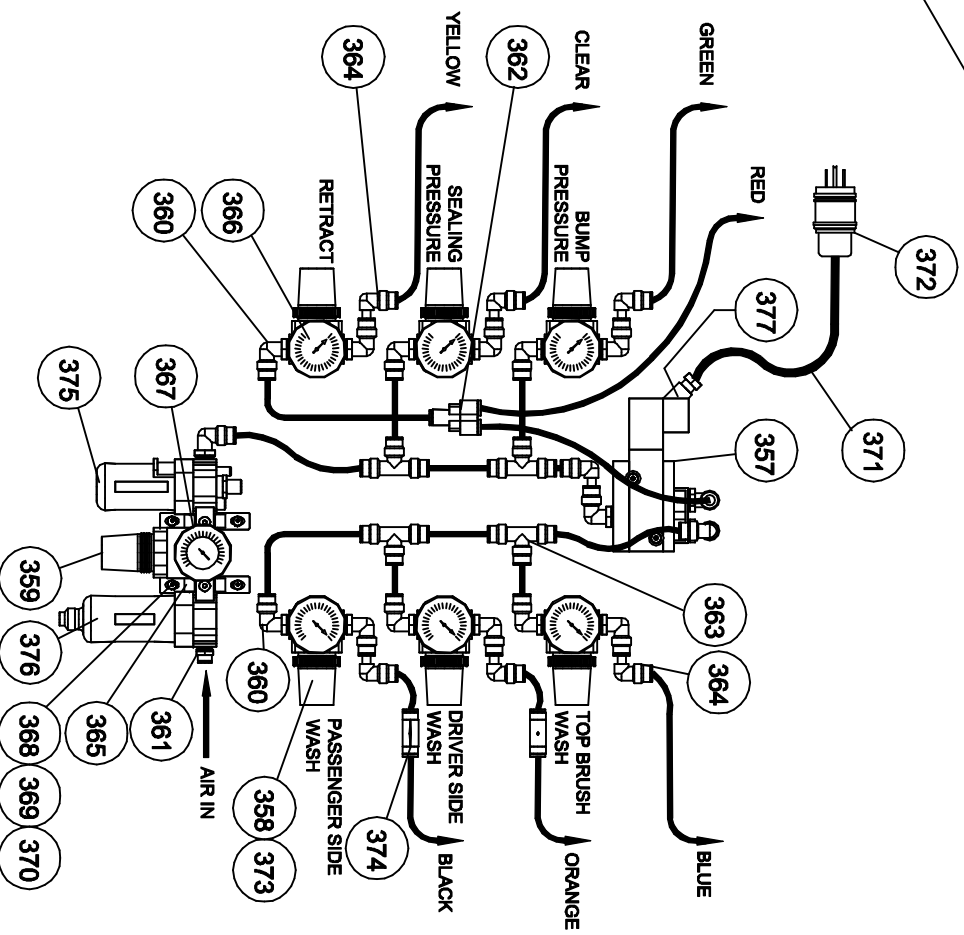 372
371
377
357
RED
363
364
GREEN
BLUE
CLEAR
BUMP
PRESSURE
TOP BRUSH
WASH
ORANGE
362
YELLOW
SEALING
PRESSURE
DRIVER SIDE
WASH
BLACK
364
374
RETRACT
PASSENGER SIDE
WASH
358
373
366
360
360
AIR IN
367
361
365
375
359
376
368
369
370